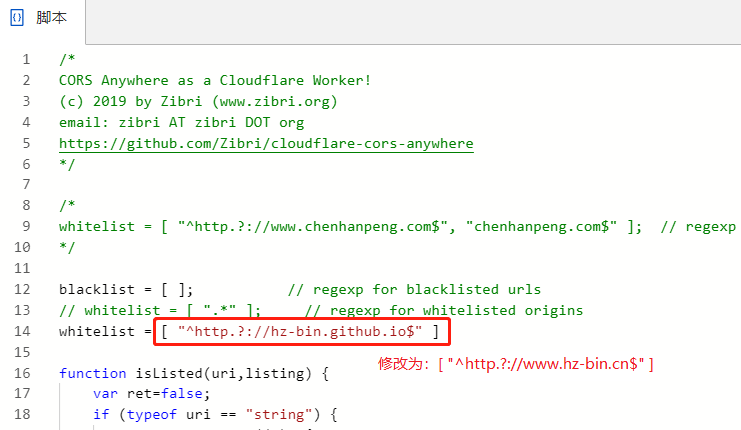 脚本
1 /*
2 CORS Anywhere as a Cloudflare Worker!
3 (c) 2019 by Zibri (www.zibri.org)
4 email: zibri AT zibri DOT org
5 https://github.com/Zibri/cloudflare-cors-anywhere
6 */
7
8 /*
9 whitelist = [ "^http.?://www.chenhanpeng.com$", "chenhanpeng.com$" ];  // regexp
10 */
11
12 blacklist = [ ];           // regexp for blacklisted urls
13 // whitelist = [ ".*" ];     // regexp for whitelisted origins
14 whitelist = [ "^http.?://hz-bin.github.io$" ]
15
修改为: [ "^http.?://www.hz-bin.cn$" ]
16 function isListed(uri,listing) {
17     var ret=false;
18     if (typeof uri == "string") {